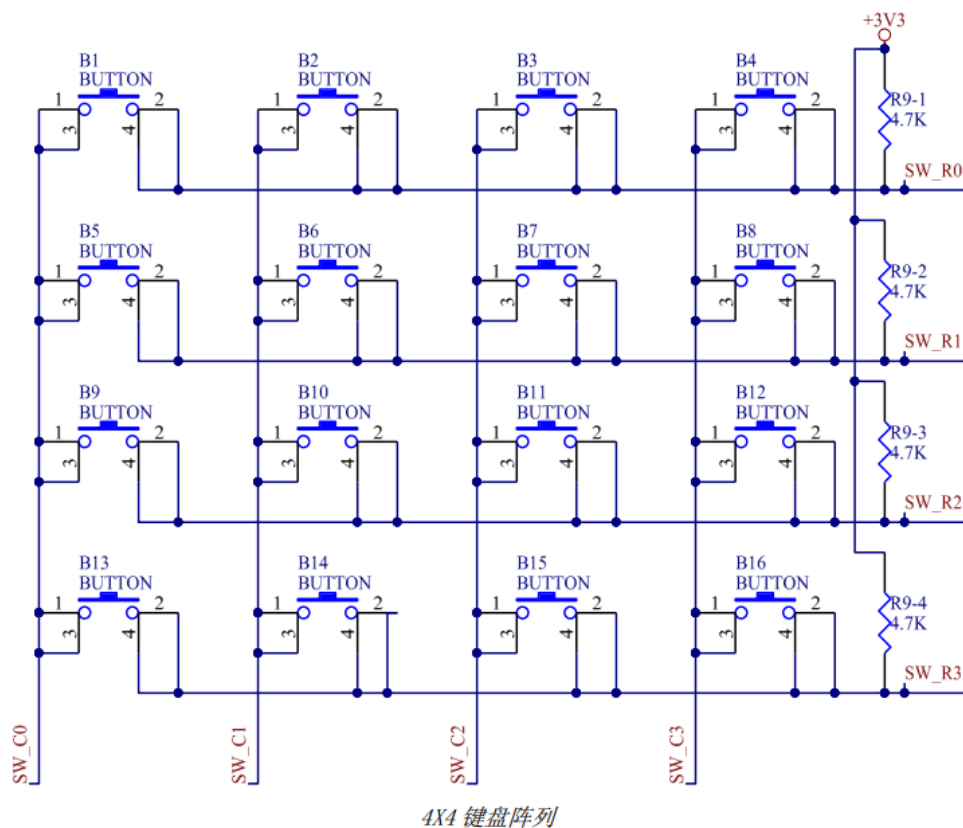 +3V3
B1
BUTTON
B2
BUTTON
B3
BUTTON
B4
BUTTON
1 2 3 4
1 2 3 4
1 2 3 4
1 2 3 4
R9-1
4.7K
SW_R0
B5
BUTTON
B6
BUTTON
B7
BUTTON
B8
BUTTON
1 2 3 4
1 2 3 4
1 2 3 4
1 2 3 4
R9-2
4.7K
SW_R1
B9
BUTTON
B10
BUTTON
B11
BUTTON
B12
BUTTON
1 2 3 4
1 2 3 4
1 2 3 4
1 2 3 4
R9-3
4.7K
SW_R2
B13
BUTTON
B14
BUTTON
B15
BUTTON
B16
BUTTON
1 2 3 4
1 2 3 4
1 2 3 4
1 2 3 4
R9-4
4.7K
SW_R3
SW_C0
SW_C1
SW_C2
SW_C3
4X4 键盘阵列